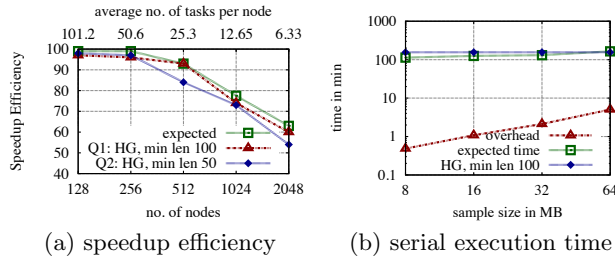 average no. of tasks per node
101.2 50.6 25.3 12.65 6.33
100
90
80
70
60
50
40
Speedup Efficiency
expected
Q1: HG, min len 100
Q2: HG, min len 50
128 256 512 1024 2048
no. of nodes
(a) speedup efficiency
1000
100
10
1
0.1
time in min
overhead
expected time
HG, min len 100
8 16 32 64
sample size in MB
(b) serial execution time